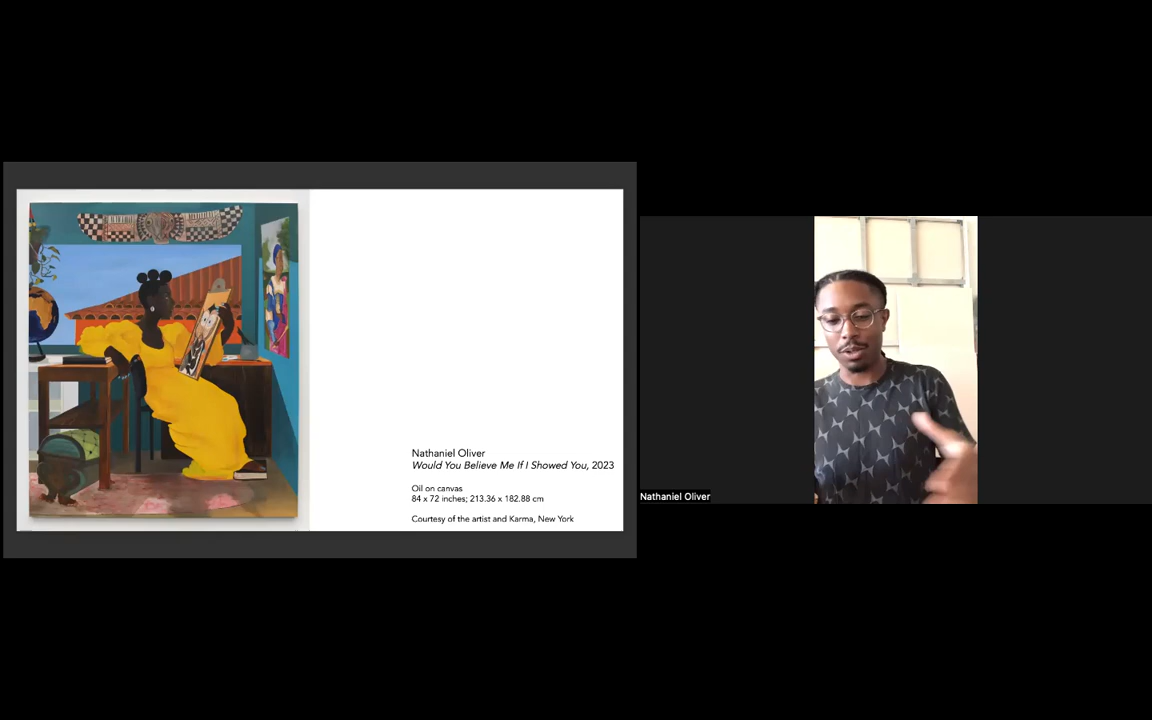 Nathaniel Oliver
Would You Believe Me If I Showed You, 2023
Oil on canvas
84 x 72 inches; 213.36 x 182.88 cm
Courtesy of the artist and Karma, New York
Nathaniel Oliver